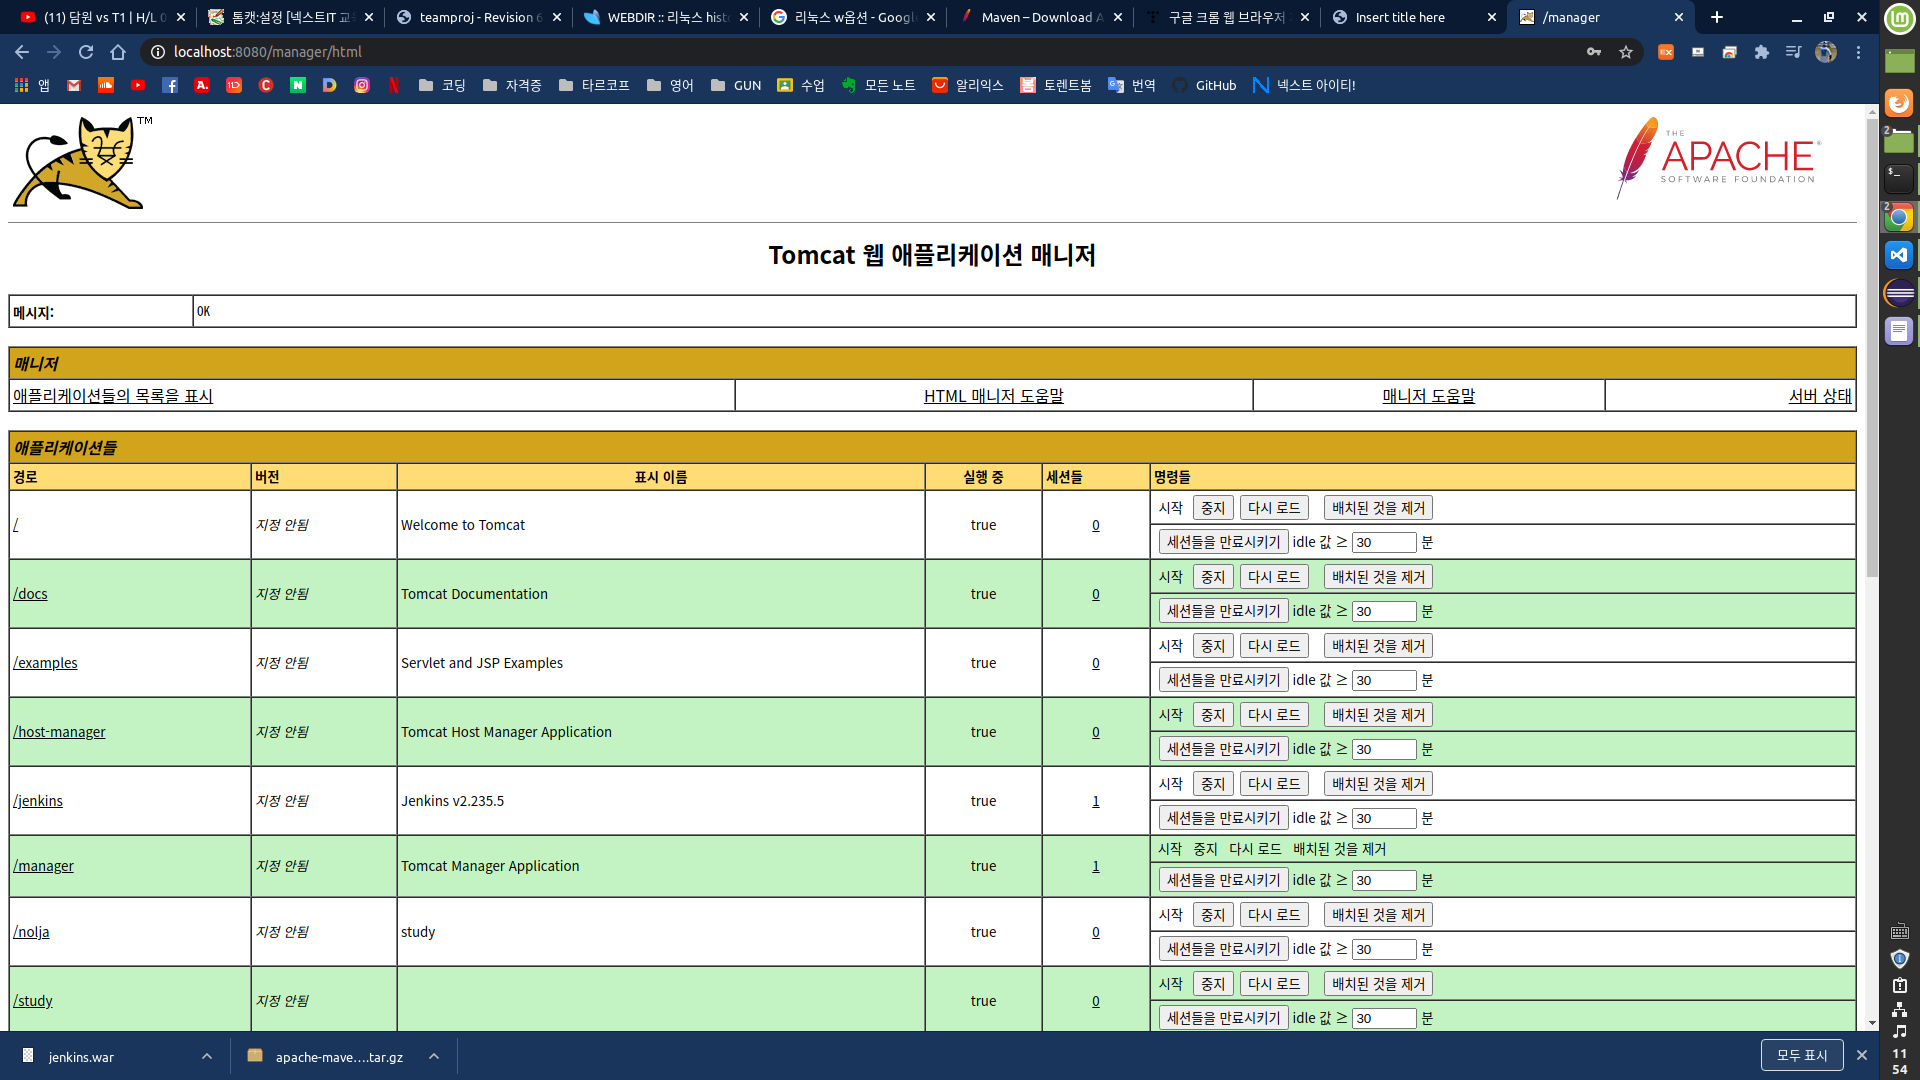 (11) 담원 vs T1 | H/L 0
톰캣:설정 [넥스트IT 교
teamproj - Revision 6
WEBDIR :: 리눅스 hist
리눅스 w옵션 - Googl
Maven – Download A
구글 크롬 웹 브라우저
Insert title here
/manager
localhost:8080/manager/html
앱
코딩
자격증
타르코프
영어
GUN
수업
모든 노트
알리익스
토렌트봄
번역
GitHub
넥스트 아이티!
TM
THE
APACHE
SOFTWARE FOUNDATION
Tomcat 웹 애플리케이션 매니저
메시지: OK
매니저
애플리케이션들의 목록을 표시 HTML 매니저 도움말 매니저 도움말 서버 상태
애플리케이션들
경로 버전 표시 이름 실행 중 세션들 명령들
/ 지정 안됨 Welcome to Tomcat true 0
시작 중지 다시 로드 배치된 것을 제거
세션들을 만료시키기 idle 값 ≥ 30 분
/docs 지정 안됨 Tomcat Documentation true 0
시작 중지 다시 로드 배치된 것을 제거
세션들을 만료시키기 idle 값 ≥ 30 분
/examples 지정 안됨 Servlet and JSP Examples true 0
시작 중지 다시 로드 배치된 것을 제거
세션들을 만료시키기 idle 값 ≥ 30 분
/host-manager 지정 안됨 Tomcat Host Manager Application true 0
시작 중지 다시 로드 배치된 것을 제거
세션들을 만료시키기 idle 값 ≥ 30 분
/jenkins 지정 안됨 Jenkins v2.235.5 true 1
시작 중지 다시 로드 배치된 것을 제거
세션들을 만료시키기 idle 값 ≥ 30 분
/manager 지정 안됨 Tomcat Manager Application true 1
시작 중지 다시 로드 배치된 것을 제거
세션들을 만료시키기 idle 값 ≥ 30 분
/nolja 지정 안됨 study true 0
시작 중지 다시 로드 배치된 것을 제거
세션들을 만료시키기 idle 값 ≥ 30 분
/study 지정 안됨 true 0
시작 중지 다시 로드 배치된 것을 제거
세션들을 만료시키기 idle 값 ≥ 30 분
jenkins.war
apache-mave....tar.gz
모두 표시
2
2
11
54